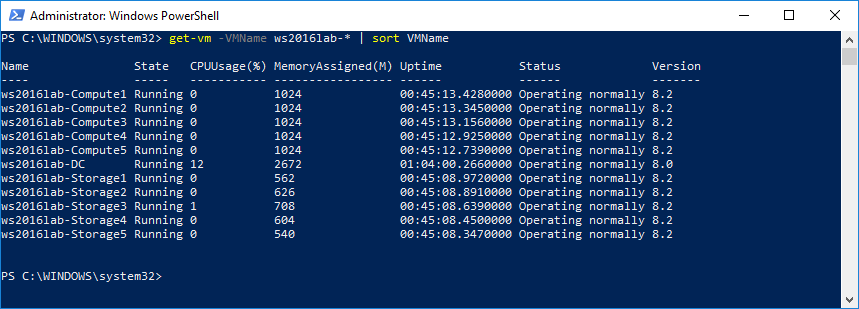 Administrator: Windows PowerShell
PS C:\WINDOWS\system32> get-vm -VMName ws2016lab-* | sort VMName
Name State CPUUsage(%) MemoryAssigned(M) Uptime Status Version
---- ----- ----------- ----------------- ------ ------ -------
ws2016lab-Compute1 Running 0 1024 00:45:13.4280000 Operating normally 8.2
ws2016lab-Compute2 Running 0 1024 00:45:13.3450000 Operating normally 8.2
ws2016lab-Compute3 Running 0 1024 00:45:13.1560000 Operating normally 8.2
ws2016lab-Compute4 Running 0 1024 00:45:12.9250000 Operating normally 8.2
ws2016lab-Compute5 Running 0 1024 00:45:12.7390000 Operating normally 8.2
ws2016lab-DC Running 12 2672 01:04:00.2660000 Operating normally 8.0
ws2016lab-Storage1 Running 0 562 00:45:08.9720000 Operating normally 8.2
ws2016lab-Storage2 Running 0 626 00:45:08.8910000 Operating normally 8.2
ws2016lab-Storage3 Running 1 708 00:45:08.6390000 Operating normally 8.2
ws2016lab-Storage4 Running 0 604 00:45:08.4500000 Operating normally 8.2
ws2016lab-Storage5 Running 0 540 00:45:08.3470000 Operating normally 8.2
PS C:\WINDOWS\system32>